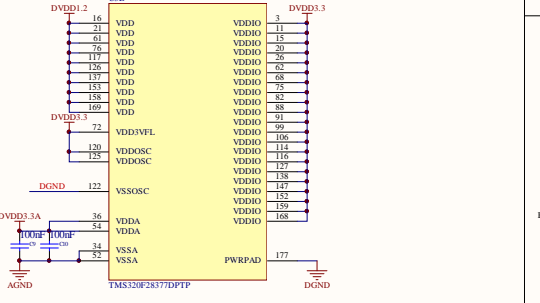 DVDD1.2
DVDD3.3
16 VDD VDDIO 3
21 VDD VDDIO 11
61 VDD VDDIO 15
76 VDD VDDIO 20
117 VDD VDDIO 26
126 VDD VDDIO 62
137 VDD VDDIO 68
153 VDD VDDIO 75
158 VDD VDDIO 82
169 VDD VDDIO 88
DVDD3.3
VDDIO 91
72 VDD3VFL VDDIO 99
VDDIO 106
120 VDDOSC VDDIO 114
125 VDDOSC VDDIO 116
VDDIO 127
VDDIO 138
DGND 122 VSSOSC VDDIO 147
VDDIO 152
VDDIO 159
DVDD3.3A
36 VDDA VDDIO 168
54 VDDA
100nF 100nF
C9 C10
34 VSSA
52 VSSA PWRPAD 177
AGND
TMS320F28377DPTP
DGND